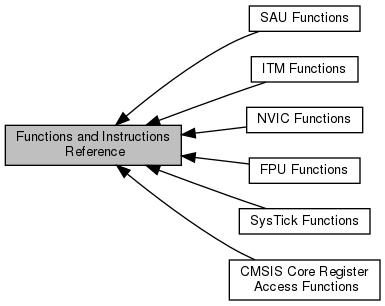 SAU Functions
ITM Functions
NVIC Functions
Functions and Instructions
Reference
FPU Functions
SysTick Functions
CMSIS Core Register
Access Functions